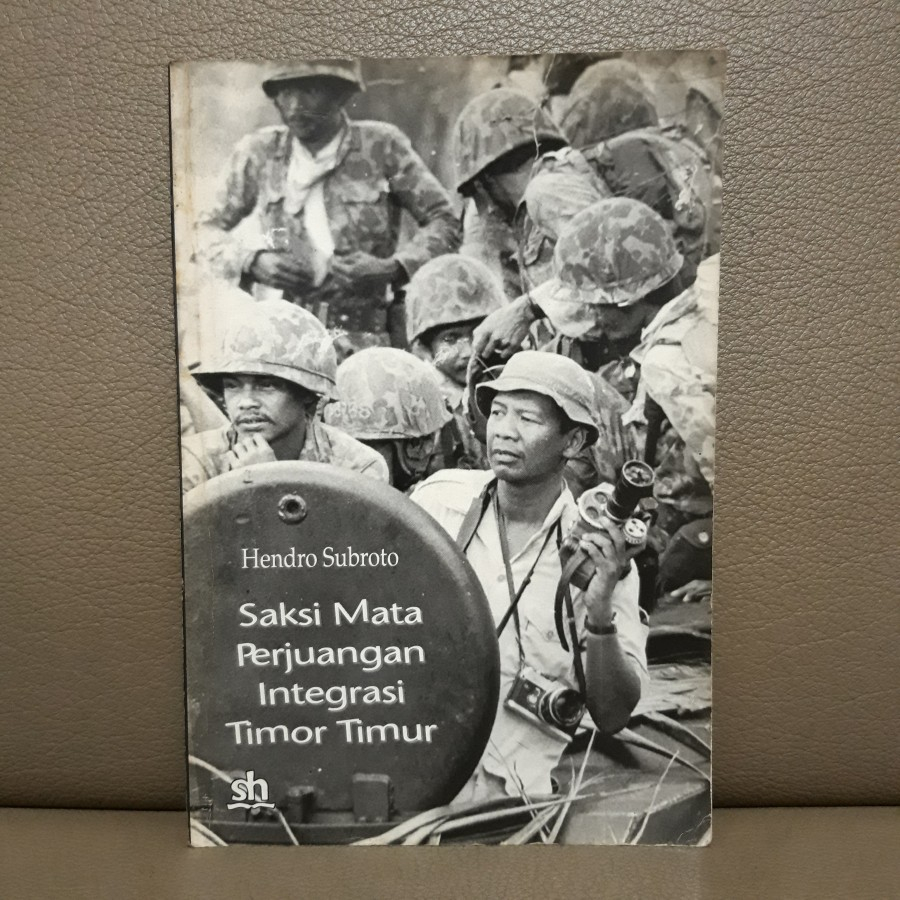 Hendro Subroto
Saksi Mata
Perjuangan
Integrasi
Timor Timur
sh